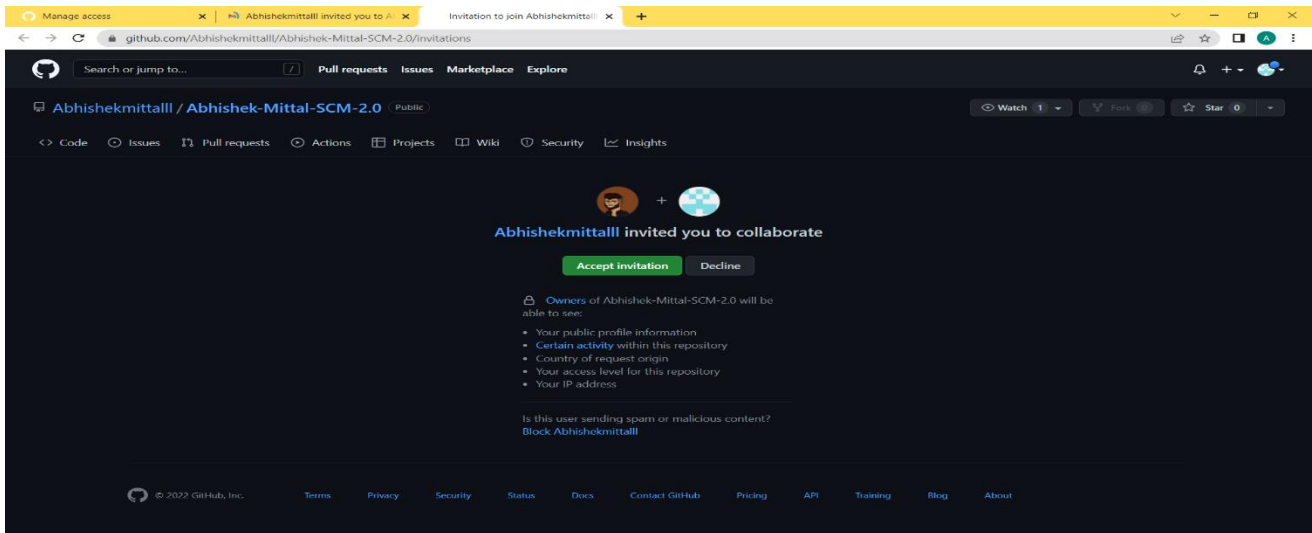 Manage access
Abhishekmittalll invited you to A
Invitation to join Abhishekmittalll
github.com/Abhishekmittalll/Abhishek-Mittal-SCM-2.0/invitations
A
Search or jump to...
/
Pull requests Issues Marketplace Explore
Abhishekmittalll / Abhishek-Mittal-SCM-2.0 Public
Watch 1
Fork 0
Star 0
<> Code Issues Pull requests Actions Projects Wiki Security Insights
Abhishekmittalll invited you to collaborate
Accept invitation Decline
Owners of Abhishek-Mittal-SCM-2.0 will be
able to see:
• Your public profile information
• Certain activity within this repository
• Country of request origin
• Your access level for this repository
• Your IP address
Is this user sending spam or malicious content?
Block Abhishekmittalll
© 2022 GitHub, Inc. Terms Privacy Security Status Docs Contact GitHub Pricing API Training Blog About